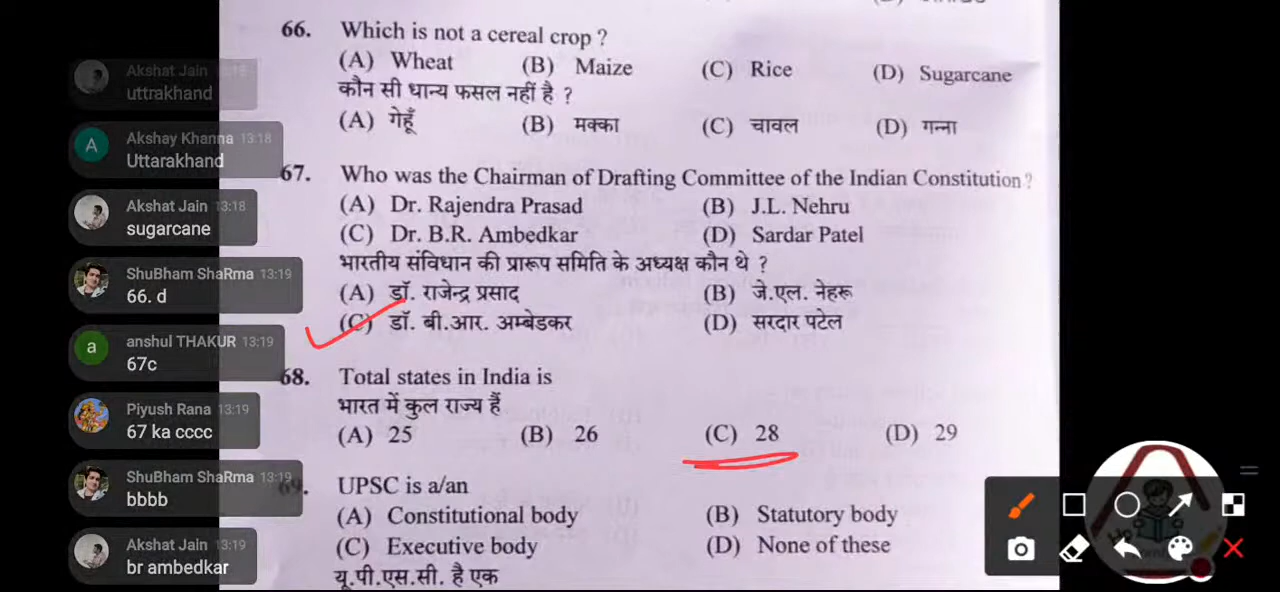 66. Which is not a cereal crop ?
(A) Wheat (B) Maize (C) Rice (D) Sugarcane
कौन सी धान्य फसल नहीं है ?
(A) गेहूँ (B) मक्का (C) चावल (D) गन्ना
67. Who was the Chairman of Drafting Committee of the Indian Constitution ?
(A) Dr. Rajendra Prasad (B) J.L. Nehru
(C) Dr. B.R. Ambedkar (D) Sardar Patel
भारतीय संविधान की प्रारूप समिति के अध्यक्ष कौन थे ?
(A) डॉ. राजेन्द्र प्रसाद (B) जे.एल. नेहरू
(C) डॉ. बी.आर. अम्बेडकर (D) सरदार पटेल
68. Total states in India is
भारत में कुल राज्य हैं
(A) 25 (B) 26 (C) 28 (D) 29
69. UPSC is a/an
(A) Constitutional body (B) Statutory body
(C) Executive body (D) None of these
यू.पी.एस.सी. है एक
Akshat Jain
uttrakhand
A
Akshay Khanna 13:18
Uttarakhand
Akshat Jain 13:18
sugarcane
ShuBham ShaRma 13:19
66. d
a
anshul THAKUR 13:19
67c
Piyush Rana 13:19
67 ka cccc
ShuBham ShaRma 13:19
bbbb
Akshat Jain 13:19
br ambedkar